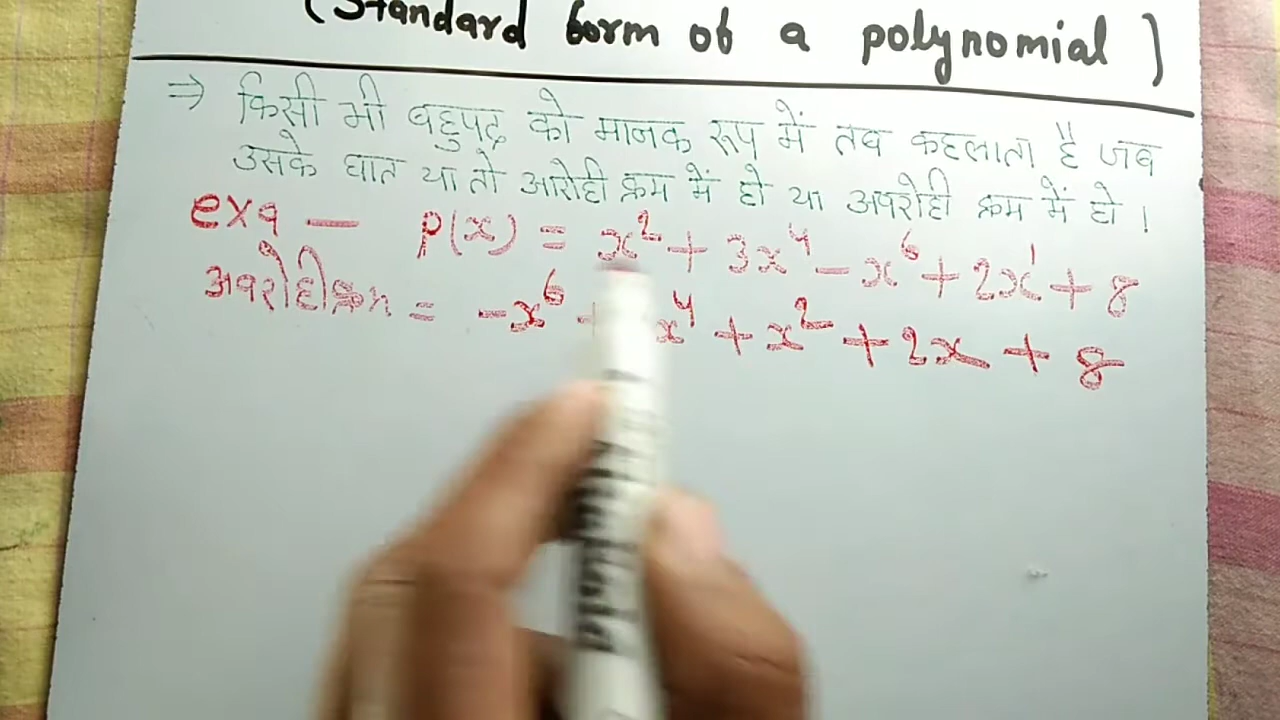 (Standard form of a polynomial)
⇒ किसी भी बहुपद को मानक रूप में तब कहलाता है जब
उसके घात या तो आरोही क्रम में हो या अवरोही क्रम में हो ।
exa — p(x) = x² + 3x⁴ – x⁶ + 2x¹ + 8
अवरोही क्रम = -x⁶ + x⁴ + x² + 2x + 8